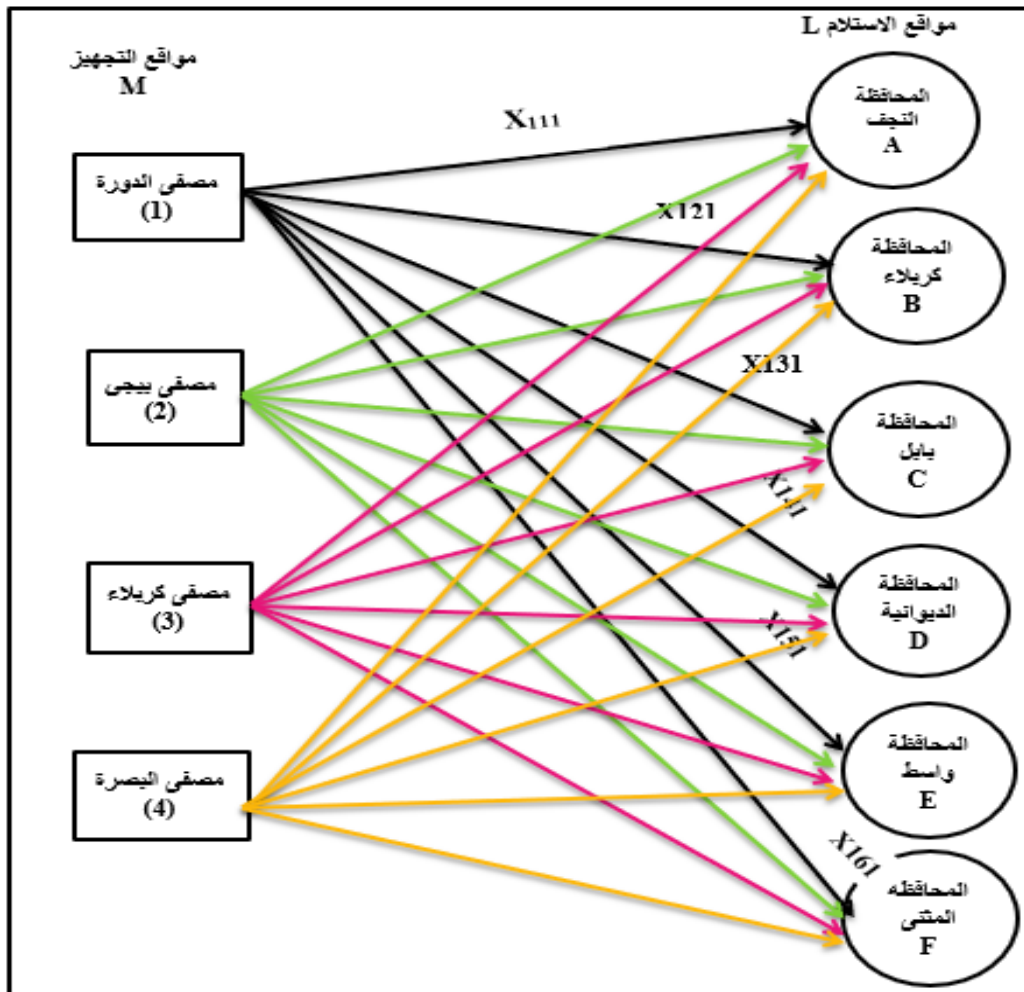 مواقع الاستلام L
مواقع التجهيز
M
المحافظة
النجف
A
X111
مصفى الدورة
(1)
X121
المحافظة
كربلاء
B
مصفى بيجي
(2)
X131
المحافظة
بابل
C
X141
مصفى كربلاء
(3)
المحافظة
الديوانية
D
X151
المحافظة
واسط
E
مصفى البصرة
(4)
X161
المحافظه
المثنى
F